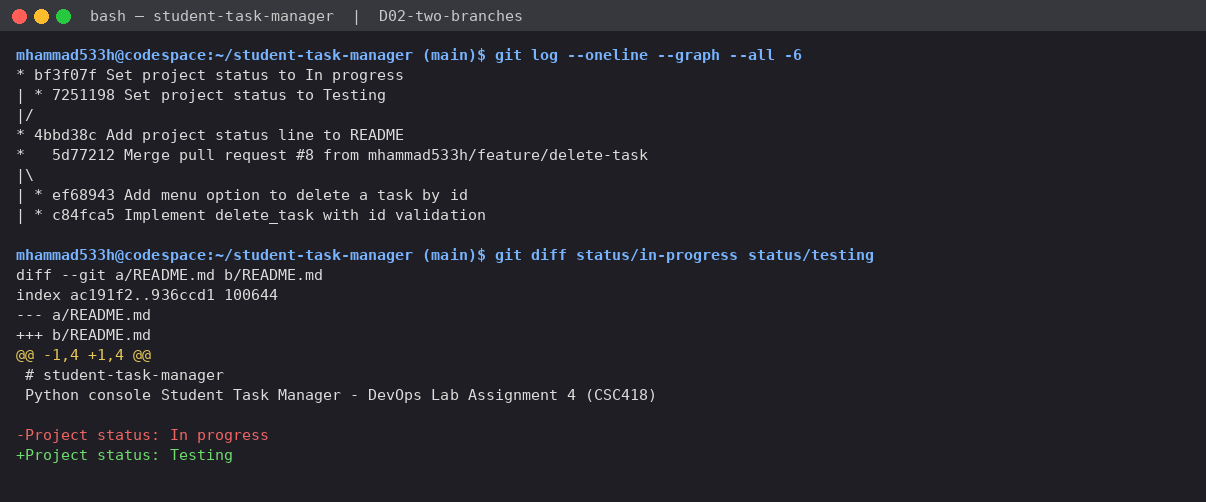 bash — student-task-manager  |  D02-two-branches
mhammad533h@codespace:~/student-task-manager (main)$ git log --oneline --graph --all -6
* bf3f07f Set project status to In progress
| * 7251198 Set project status to Testing
|/
* 4bbd38c Add project status line to README
*   5d77212 Merge pull request #8 from mhammad533h/feature/delete-task
|\
| * ef68943 Add menu option to delete a task by id
| * c84fca5 Implement delete_task with id validation
mhammad533h@codespace:~/student-task-manager (main)$ git diff status/in-progress status/testing
diff --git a/README.md b/README.md
index ac191f2..936ccd1 100644
--- a/README.md
+++ b/README.md
@@ -1,4 +1,4 @@
 # student-task-manager
 Python console Student Task Manager - DevOps Lab Assignment 4 (CSC418)
-Project status: In progress
+Project status: Testing